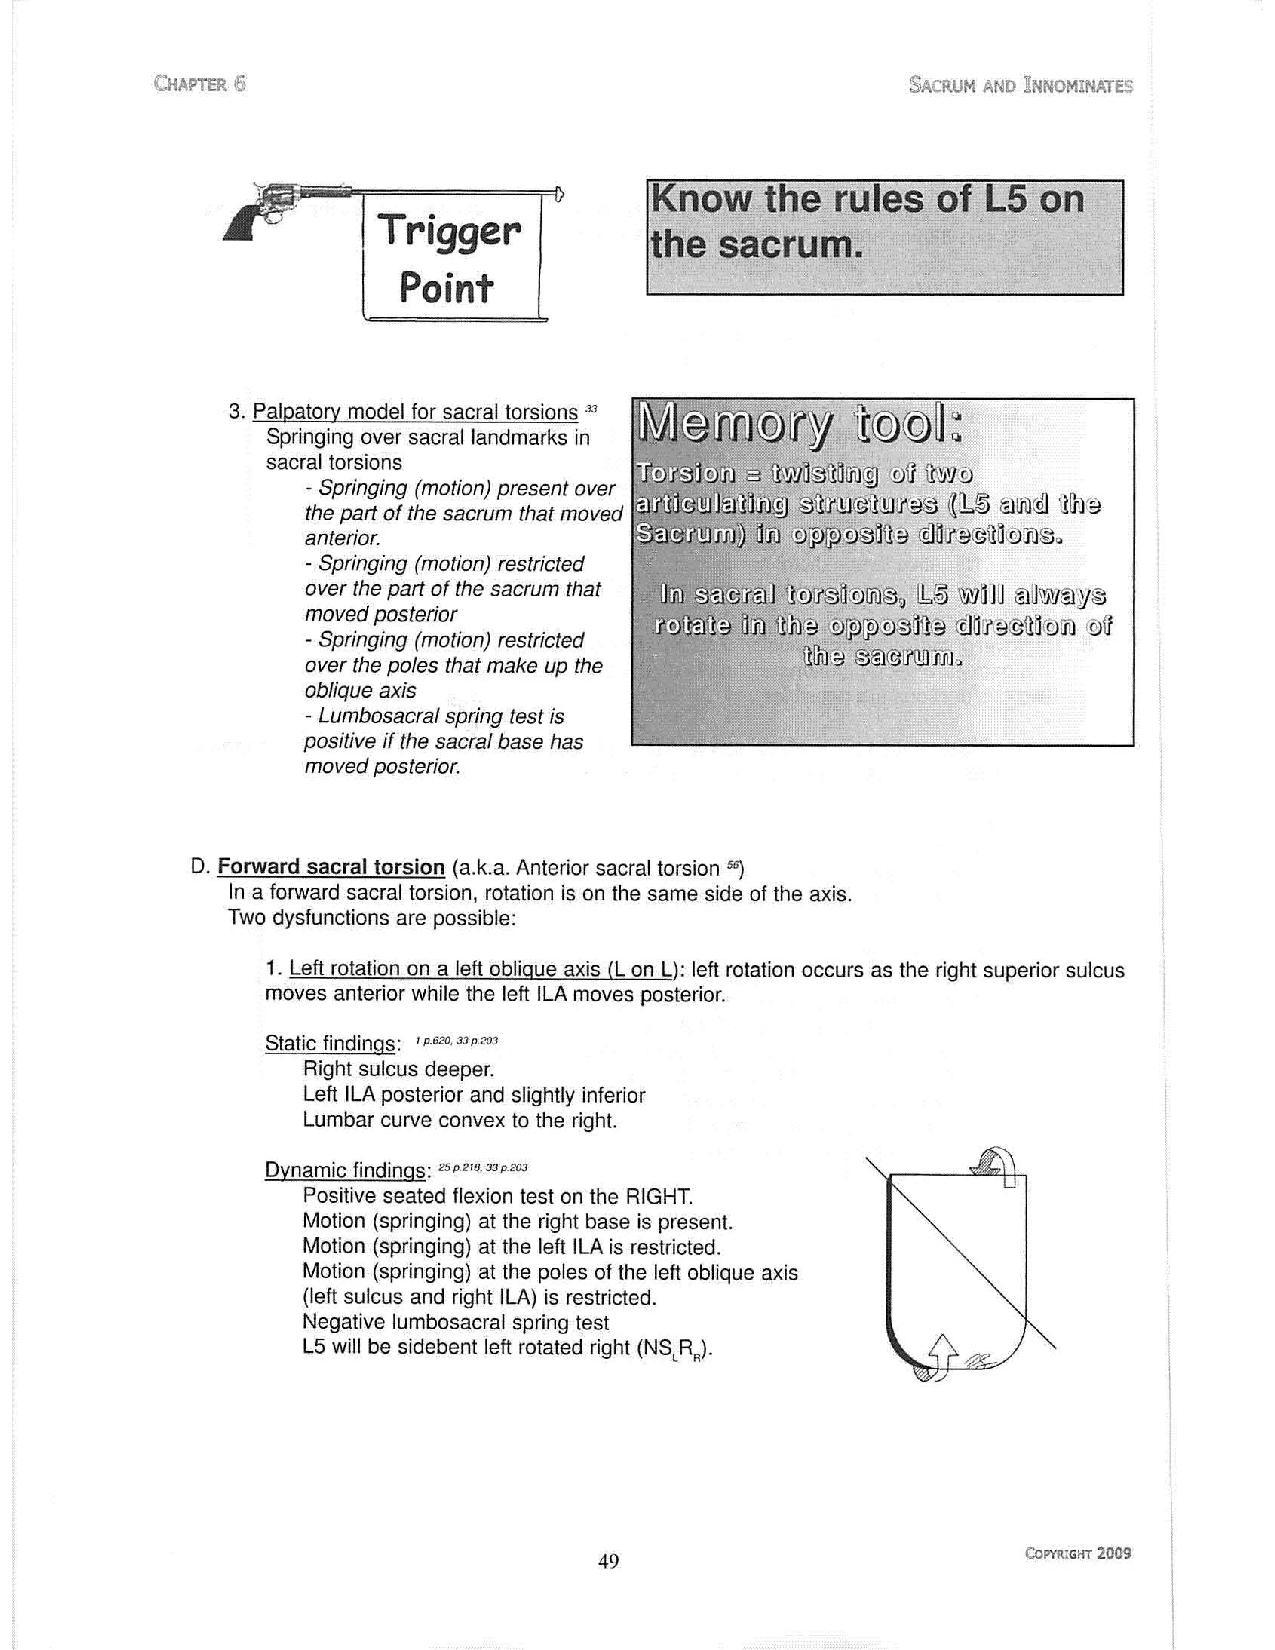 CHAPTER 6
SACRUM AND INNOMINATES
Trigger
Point
Know the rules of L5 on
the sacrum.
3. Palpatory model for sacral torsions 33
Springing over sacral landmarks in
sacral torsions
- Springing (motion) present over
the part of the sacrum that moved
anterior.
- Springing (motion) restricted
over the part of the sacrum that
moved posterior
- Springing (motion) restricted
over the poles that make up the
oblique axis
- Lumbosacral spring test is
positive if the sacral base has
moved posterior.
Memory tool:
Torsion = twisting of two
articulating structures (L5 and the
Sacrum) in opposite directions.
In sacral torsions, L5 will always
rotate in the opposite direction of
the sacrum.
D. Forward sacral torsion (a.k.a. Anterior sacral torsion 56)
In a forward sacral torsion, rotation is on the same side of the axis.
Two dysfunctions are possible:
1. Left rotation on a left oblique axis (L on L): left rotation occurs as the right superior sulcus
moves anterior while the left ILA moves posterior.
Static findings: 1 p.620, 33 p.203
Right sulcus deeper.
Left ILA posterior and slightly inferior
Lumbar curve convex to the right.
Dynamic findings: 25 p.218, 33 p.203
Positive seated flexion test on the RIGHT.
Motion (springing) at the right base is present.
Motion (springing) at the left ILA is restricted.
Motion (springing) at the poles of the left oblique axis
(left sulcus and right ILA) is restricted.
Negative lumbosacral spring test
L5 will be sidebent left rotated right (NSLRR).
49
COPYRIGHT 2009